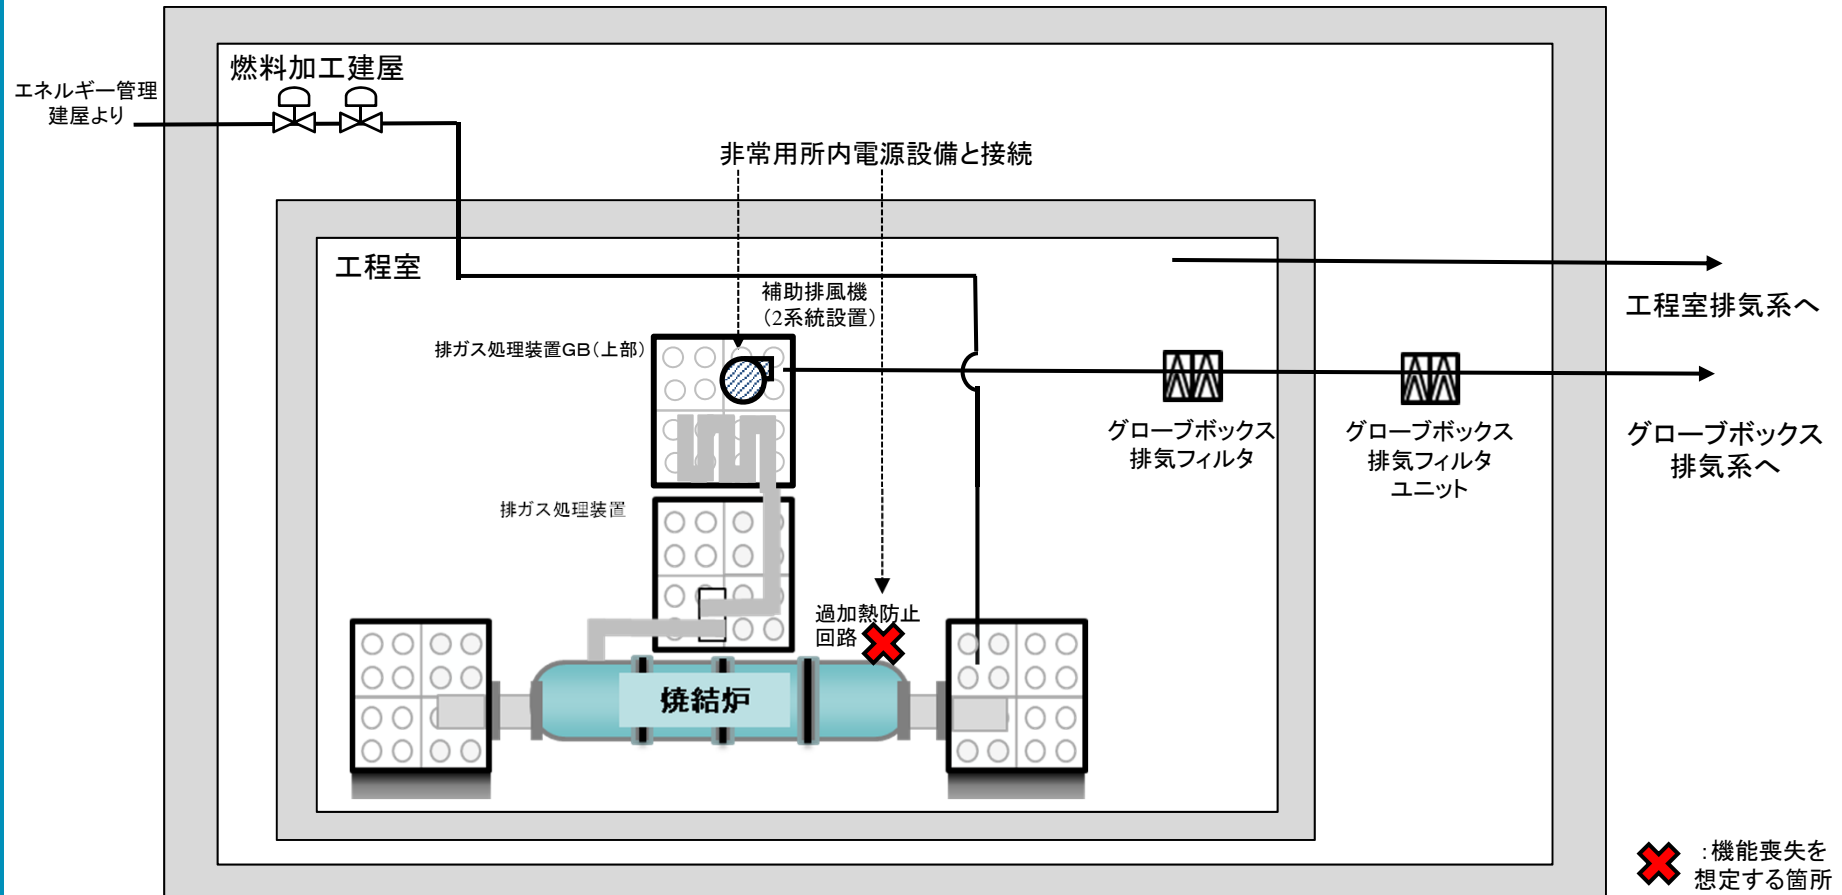 燃料加工建屋
エネルギー管理
建屋より
非常用所内電源設備と接続
工程室
補助排風機
（2系統設置）
工程室排気系へ
排ガス処理装置GB（上部）
グローブボックス
排気フィルタ
グローブボックス
排気フィルタ
ユニット
グローブボックス
排気系へ
排ガス処理装置
過加熱防止
回路
焼結炉
：機能喪失を
想定する箇所